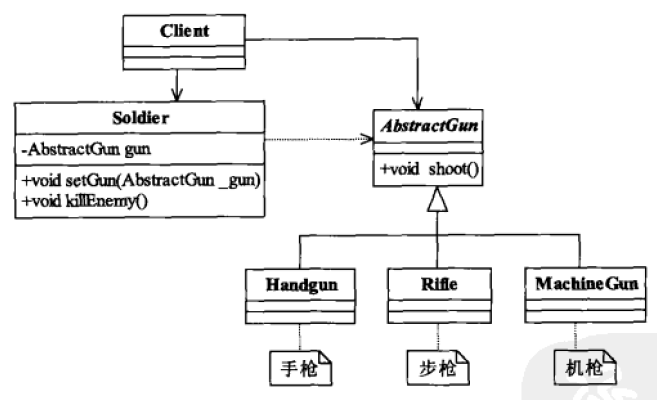 Client
Soldier
-AbstractGun gun
+void setGun(AbstractGun _gun)
+void killEnemy()
AbstractGun
+void shoot()
Handgun
Rifle
MachineGun
手枪
步枪
机枪